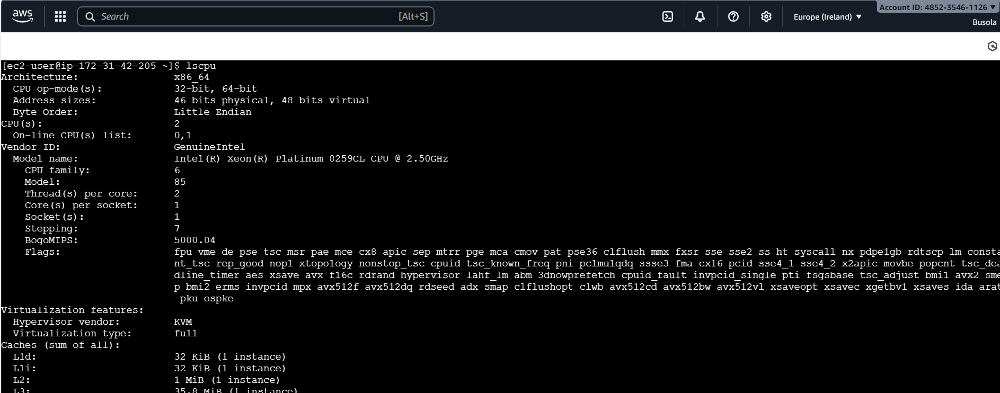 aws
Search [Alt+S]
Europe (Ireland) ▼
Account ID: 4852-3546-1126 ▼
Busola
[ec2-user@ip-172-31-42-205 ~]$ lscpu
Architecture: x86_64
CPU op-mode(s): 32-bit, 64-bit
Address sizes: 46 bits physical, 48 bits virtual
Byte Order: Little Endian
CPU(s): 2
On-line CPU(s) list: 0,1
Vendor ID: GenuineIntel
Model name: Intel(R) Xeon(R) Platinum 8259CL CPU @ 2.50GHz
CPU family: 6
Model: 85
Thread(s) per core: 2
Core(s) per socket: 1
Socket(s): 1
Stepping: 7
BogoMIPS: 5000.04
Flags: fpu vme de pse tsc msr pae mce cx8 apic sep mtrr pge mca cmov pat pse36 clflush mmx fxsr sse sse2 ss ht syscall nx pdpe1gb rdtscp lm consta
nt_tsc rep_good nopl xtopology nonstop_tsc cpuid tsc_known_freq pni pclmulqdq ssse3 fma cx16 pcid sse4_1 sse4_2 x2apic movbe popcnt tsc_dea
dline_timer aes xsave avx f16c rdrand hypervisor lahf_lm abm 3dnowprefetch cpuid_fault invpcid_single pti fsgsbase tsc_adjust bmi1 avx2 sme
p bmi2 erms invpcid mpx avx512f avx512dq rdseed adx smap clflushopt clwb avx512cd avx512bw avx512vl xsaveopt xsavec xgetbv1 xsaves ida arat
pku ospke
Virtualization features:
Hypervisor vendor: KVM
Virtualization type: full
Caches (sum of all):
L1d: 32 KiB (1 instance)
L1i: 32 KiB (1 instance)
L2: 1 MiB (1 instance)
L3: 35.8 MiB (1 instance)